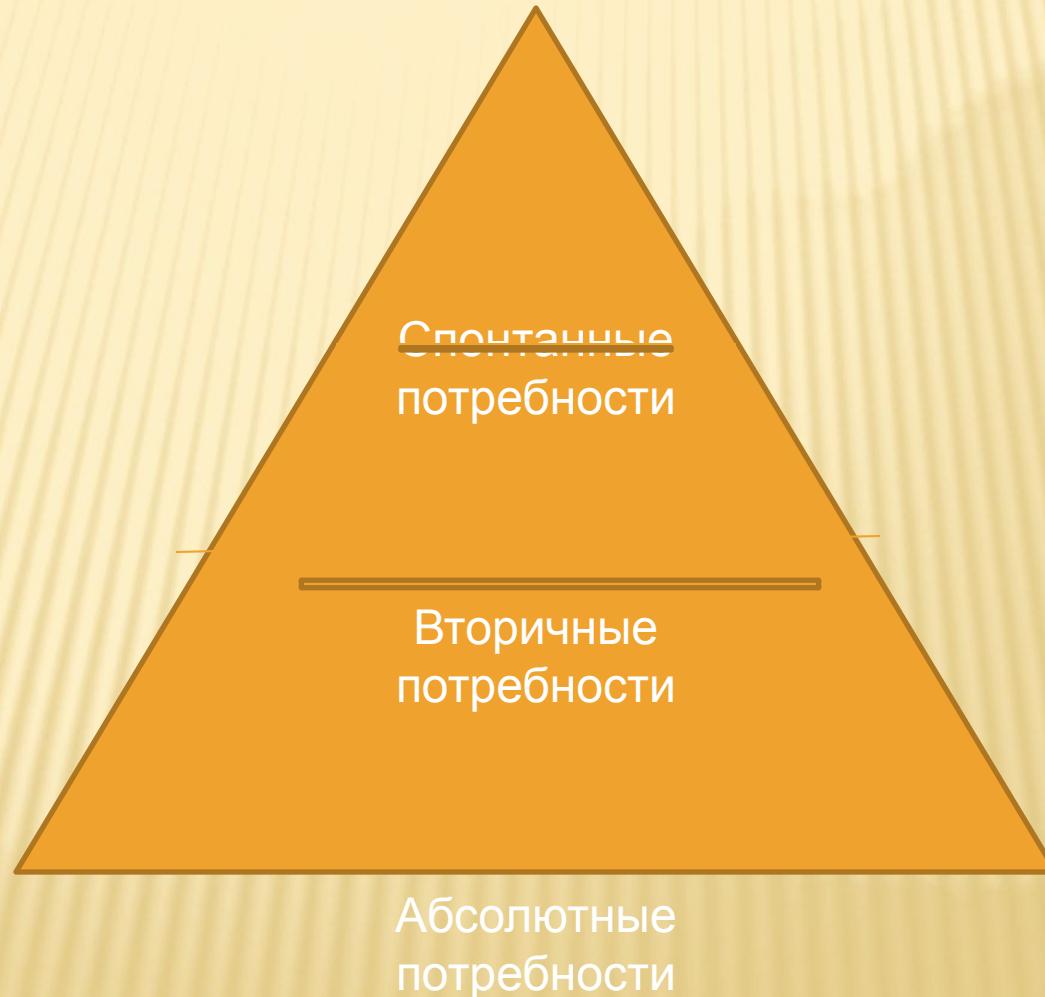 Спонтанные
потребности
Вторичные
потребности
Абсолютные
потребности